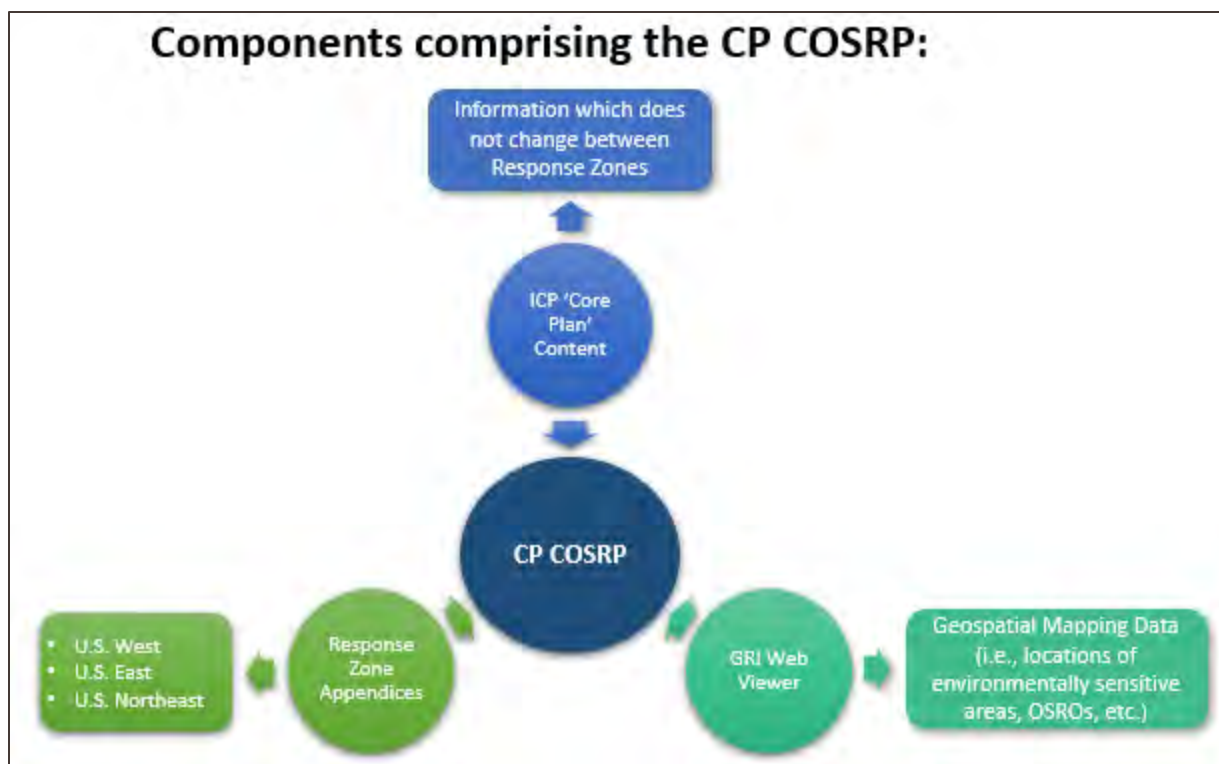 Components comprising the CP COSRP:
Information which does
not change between
Response Zones
ICP ‘Core
Plan’
Content
CP COSRP
• U.S. West
• U.S. East
• U.S. Northeast
Response
Zone
Appendices
GRI Web
Viewer
Geospatial Mapping Data
(i.e., locations of
environmentally sensitive
areas, OSROs, etc.)